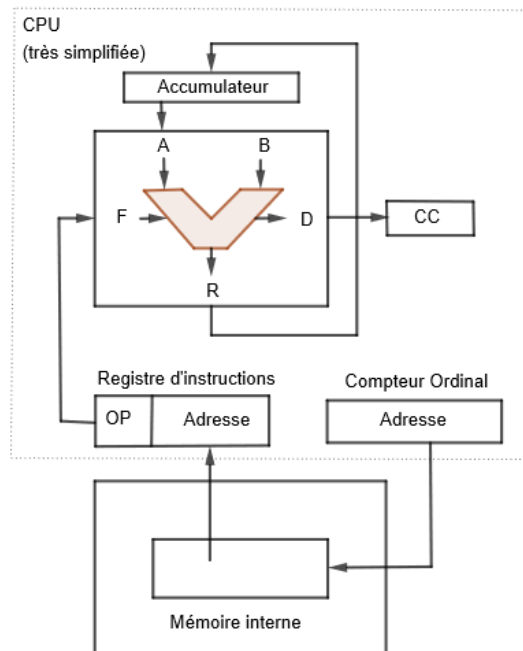 CPU
(très simplifiée)
Accumulateur
A
B
F
D
CC
R
Registre d'instructions
Compteur Ordinal
OP
Adresse
Adresse
Mémoire interne